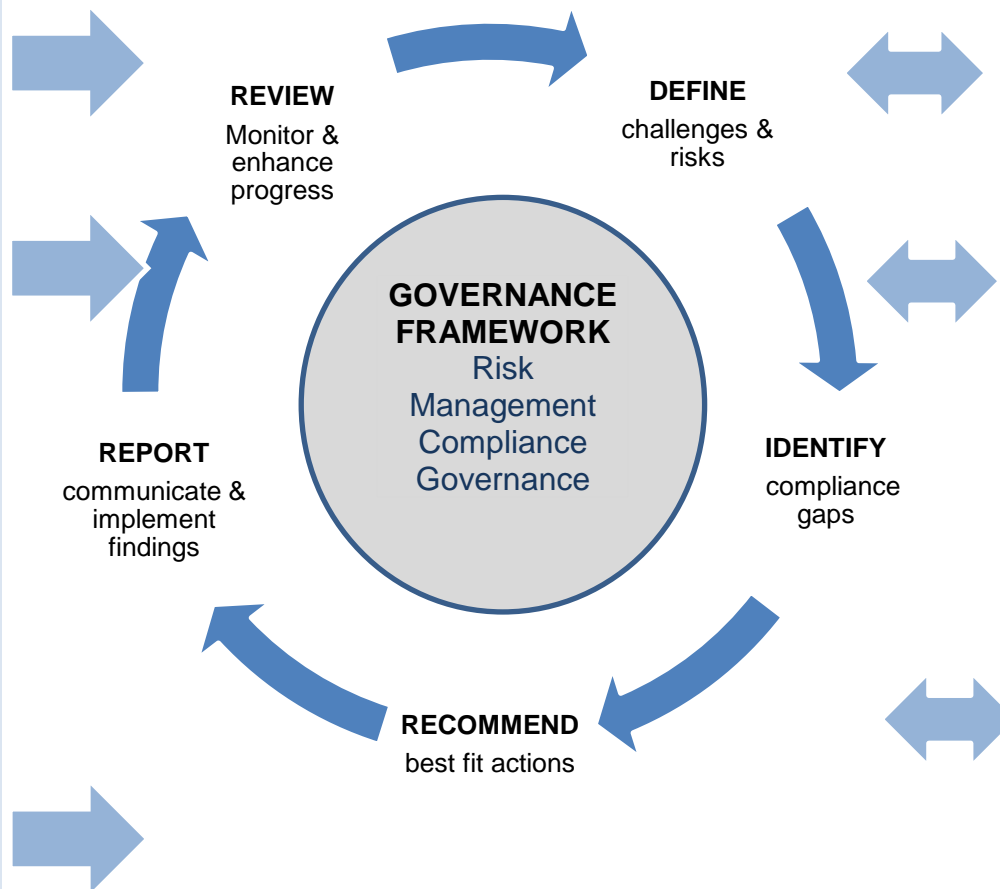 REVIEW
Monitor &
enhance
progress
DEFINE
challenges &
risks
GOVERNANCE
FRAMEWORK
Risk
Management
Compliance
Governance
IDENTIFY
compliance
gaps
REPORT
communicate &
implement
findings
RECOMMEND
best fit actions